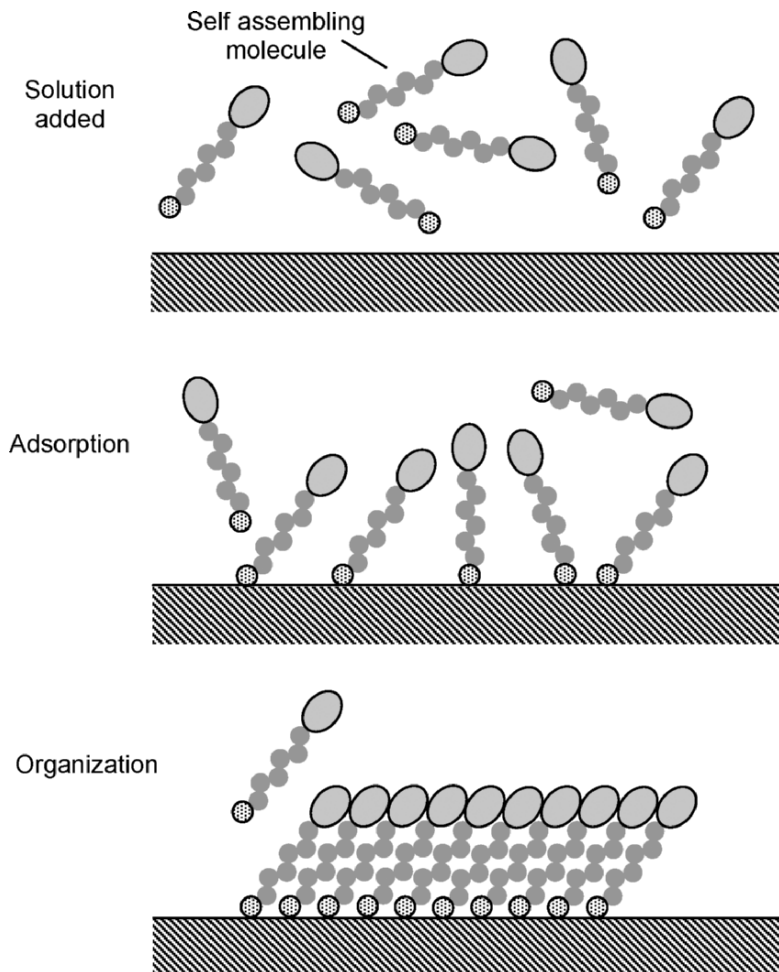 Self assembling
molecule
Solution
added
Adsorption
Organization